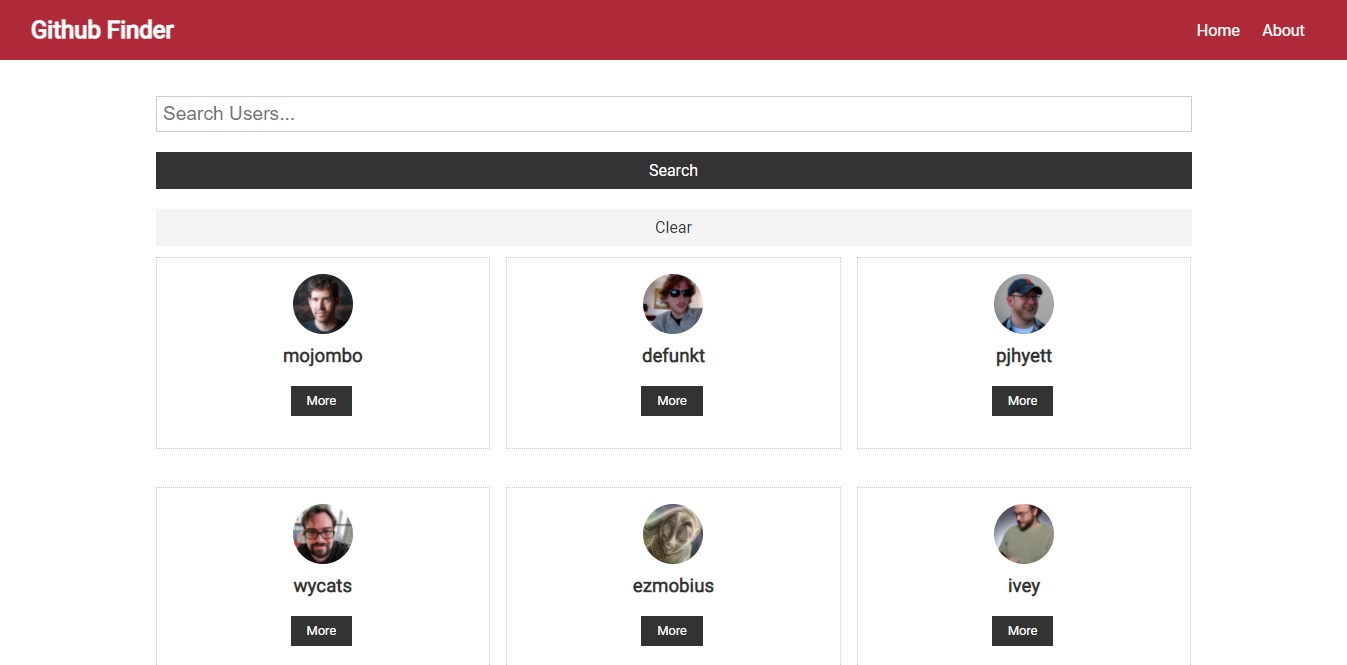 Github Finder
Home About
Search Users...
Search
Clear
mojombo
More
defunkt
More
pjhyett
More
wycats
More
ezmobius
More
ivey
More